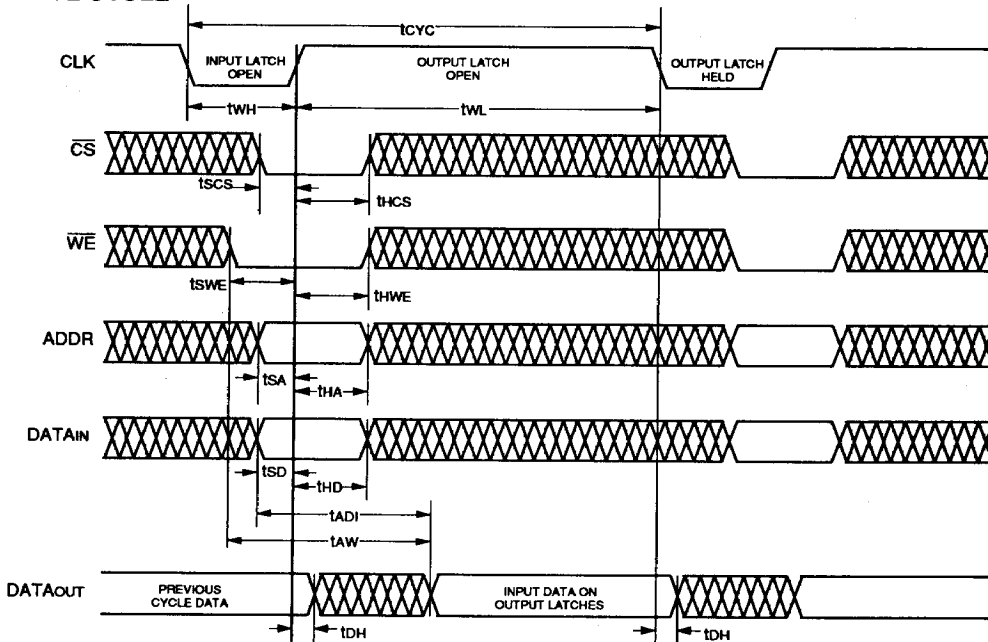 tCYC
CLK
INPUT LATCH
OPEN
OUTPUT LATCH
OPEN
OUTPUT LATCH
HELD
tWH
tWL
CS
tSCS
tHCS
WE
tSWE
tHWE
ADDR
tSA
tHA
DATAIN
tSD
tHD
tADI
tAW
DATAOUT
PREVIOUS
CYCLE DATA
INPUT DATA ON
OUTPUT LATCHES
tDH
tDH